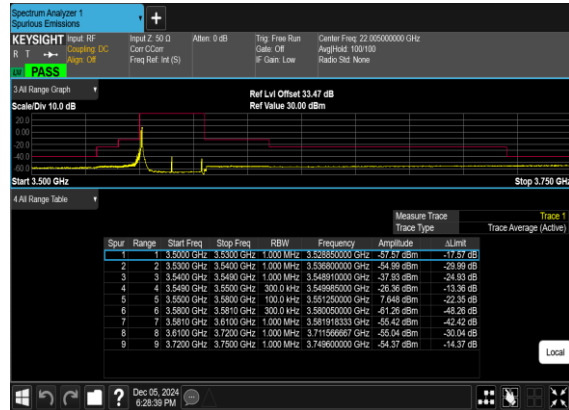 Spectrum Analyzer 1
Spurious Emissions
KEYSIGHT Input: RF Input Z: 50 Ω Atten: 0 dB Trig: Free Run Center Freq: 22.005000000 GHz
R T Coupling: DC Corr CCorr Gate: Off Avg|Hold: 100/100
Align: Off Freq Ref: Int (S) IF Gain: Low Radio Std: None
PASS
3 All Range Graph
Ref Lvl Offset 33.47 dB
Scale/Div 10.0 dB Ref Value 30.00 dBm
20.0
0.00
-20.0
-40.0
-60.0
Start 3.500 GHz Stop 3.750 GHz
4 All Range Table
Measure Trace Trace 1
Trace Type Trace Average (Active)
Spur Range Start Freq Stop Freq RBW Frequency Amplitude ΔLimit
1 1 3.5000 GHz 3.5300 GHz 1.000 MHz 3.528650000 GHz -57.57 dBm -17.57 dB
2 2 3.5300 GHz 3.5400 GHz 1.000 MHz 3.536800000 GHz -54.99 dBm -29.99 dB
3 3 3.5400 GHz 3.5490 GHz 1.000 MHz 3.548910000 GHz -37.93 dBm -24.93 dB
4 4 3.5490 GHz 3.5500 GHz 300.0 kHz 3.549985000 GHz -26.36 dBm -13.36 dB
5 5 3.5500 GHz 3.5800 GHz 100.0 kHz 3.551250000 GHz 7.648 dBm -22.35 dB
6 6 3.5800 GHz 3.5810 GHz 300.0 kHz 3.580050000 GHz -61.26 dBm -48.26 dB
7 7 3.5810 GHz 3.6100 GHz 1.000 MHz 3.581918333 GHz -55.42 dBm -42.42 dB
8 8 3.6100 GHz 3.7200 GHz 1.000 MHz 3.711566667 GHz -55.04 dBm -30.04 dB
9 9 3.7200 GHz 3.7500 GHz 1.000 MHz 3.749600000 GHz -54.37 dBm -14.37 dB
Local
Dec 05, 2024
6:28:39 PM